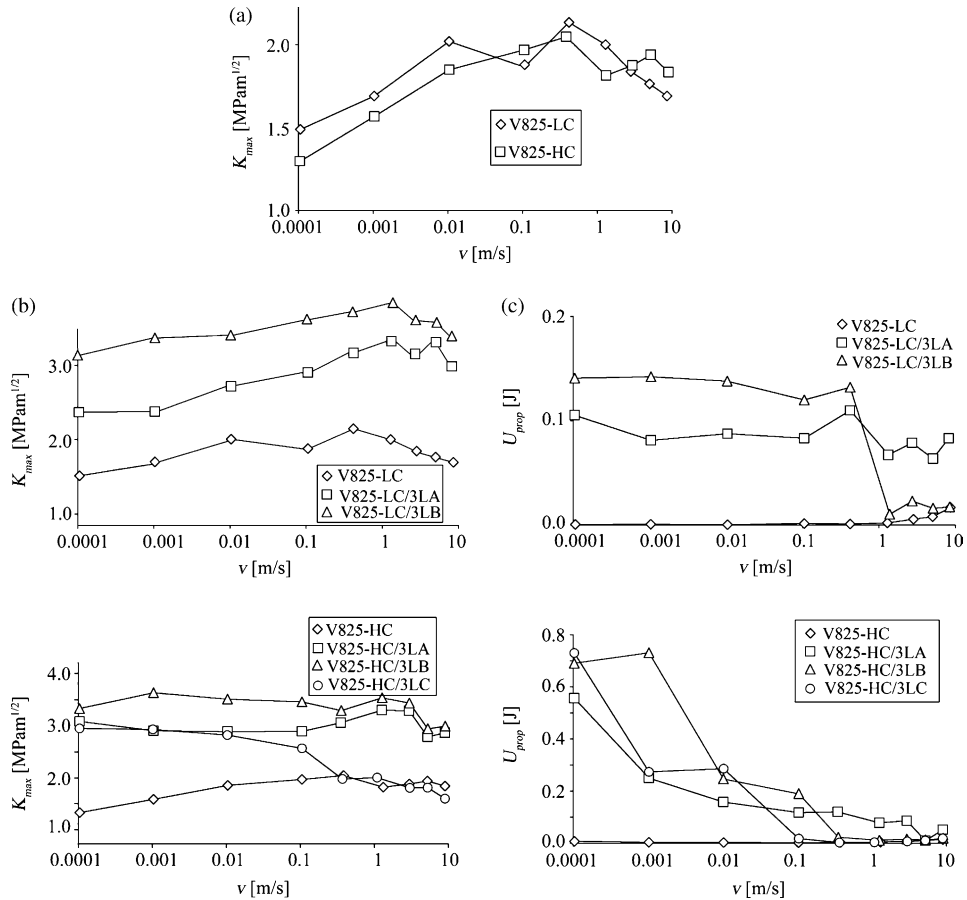 (a)
K_max [MPam^1/2]
2.0
1.5
1.0
V825-LC
V825-HC
0.0001 0.001 0.01 0.1 1 10
v [m/s]
(b)
K_max [MPam^1/2]
3.0
2.0
1.0
V825-LC
V825-LC/3LA
V825-LC/3LB
0.0001 0.001 0.01 0.1 1 10
v [m/s]
(c)
U_prop [J]
0.2
0.1
0.0
V825-LC
V825-LC/3LA
V825-LC/3LB
0.0001 0.001 0.01 0.1 1 10
v [m/s]
K_max [MPam^1/2]
4.0
3.0
2.0
1.0
V825-HC
V825-HC/3LA
V825-HC/3LB
V825-HC/3LC
0.0001 0.001 0.01 0.1 1 10
v [m/s]
U_prop [J]
0.8
0.6
0.4
0.2
0.0
V825-HC
V825-HC/3LA
V825-HC/3LB
V825-HC/3LC
0.0001 0.001 0.01 0.1 1 10
v [m/s]